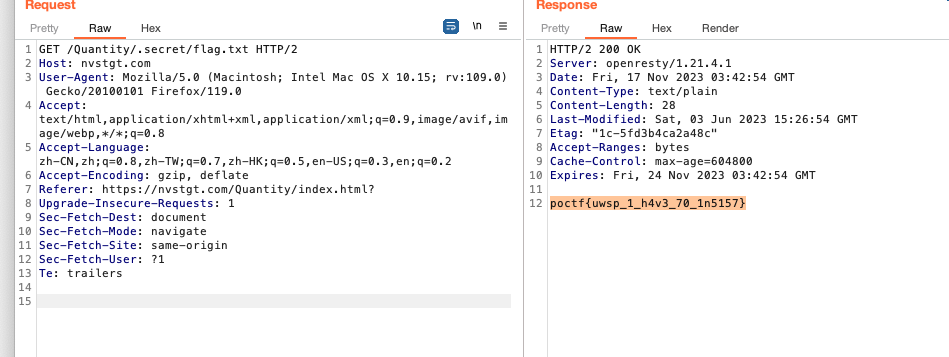 Request
Pretty Raw Hex
\n
1 GET /Quantity/.secret/flag.txt HTTP/2
2 Host: nvstgt.com
3 User-Agent: Mozilla/5.0 (Macintosh; Intel Mac OS X 10.15; rv:109.0)
Gecko/20100101 Firefox/119.0
4 Accept:
text/html,application/xhtml+xml,application/xml;q=0.9,image/avif,im
age/webp,*/*;q=0.8
5 Accept-Language:
zh-CN,zh;q=0.8,zh-TW;q=0.7,zh-HK;q=0.5,en-US;q=0.3,en;q=0.2
6 Accept-Encoding: gzip, deflate
7 Referer: https://nvstgt.com/Quantity/index.html?
8 Upgrade-Insecure-Requests: 1
9 Sec-Fetch-Dest: document
10 Sec-Fetch-Mode: navigate
11 Sec-Fetch-Site: same-origin
12 Sec-Fetch-User: ?1
13 Te: trailers
14
15
Response
Pretty Raw Hex Render
1 HTTP/2 200 OK
2 Server: openresty/1.21.4.1
3 Date: Fri, 17 Nov 2023 03:42:54 GMT
4 Content-Type: text/plain
5 Content-Length: 28
6 Last-Modified: Sat, 03 Jun 2023 15:26:54 GMT
7 Etag: "1c-5fd3b4ca2a48c"
8 Accept-Ranges: bytes
9 Cache-Control: max-age=604800
10 Expires: Fri, 24 Nov 2023 03:42:54 GMT
11
12 poctf{uwsp_1_h4v3_70_1n5157}